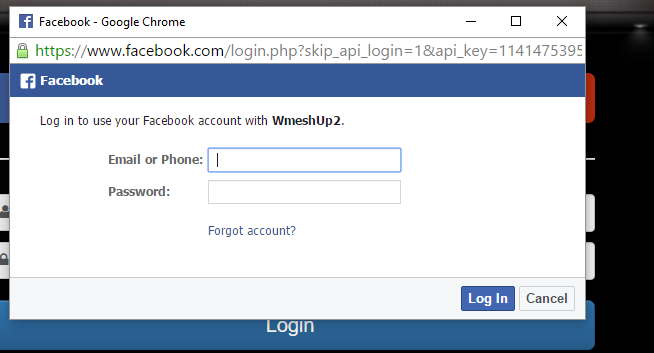 Facebook - Google Chrome
https://www.facebook.com/login.php?skip_api_login=1&api_key=1141475395
Facebook
Log in to use your Facebook account with WmeshUp2.
Email or Phone:
Password:
Forgot account?
Log In Cancel
Login